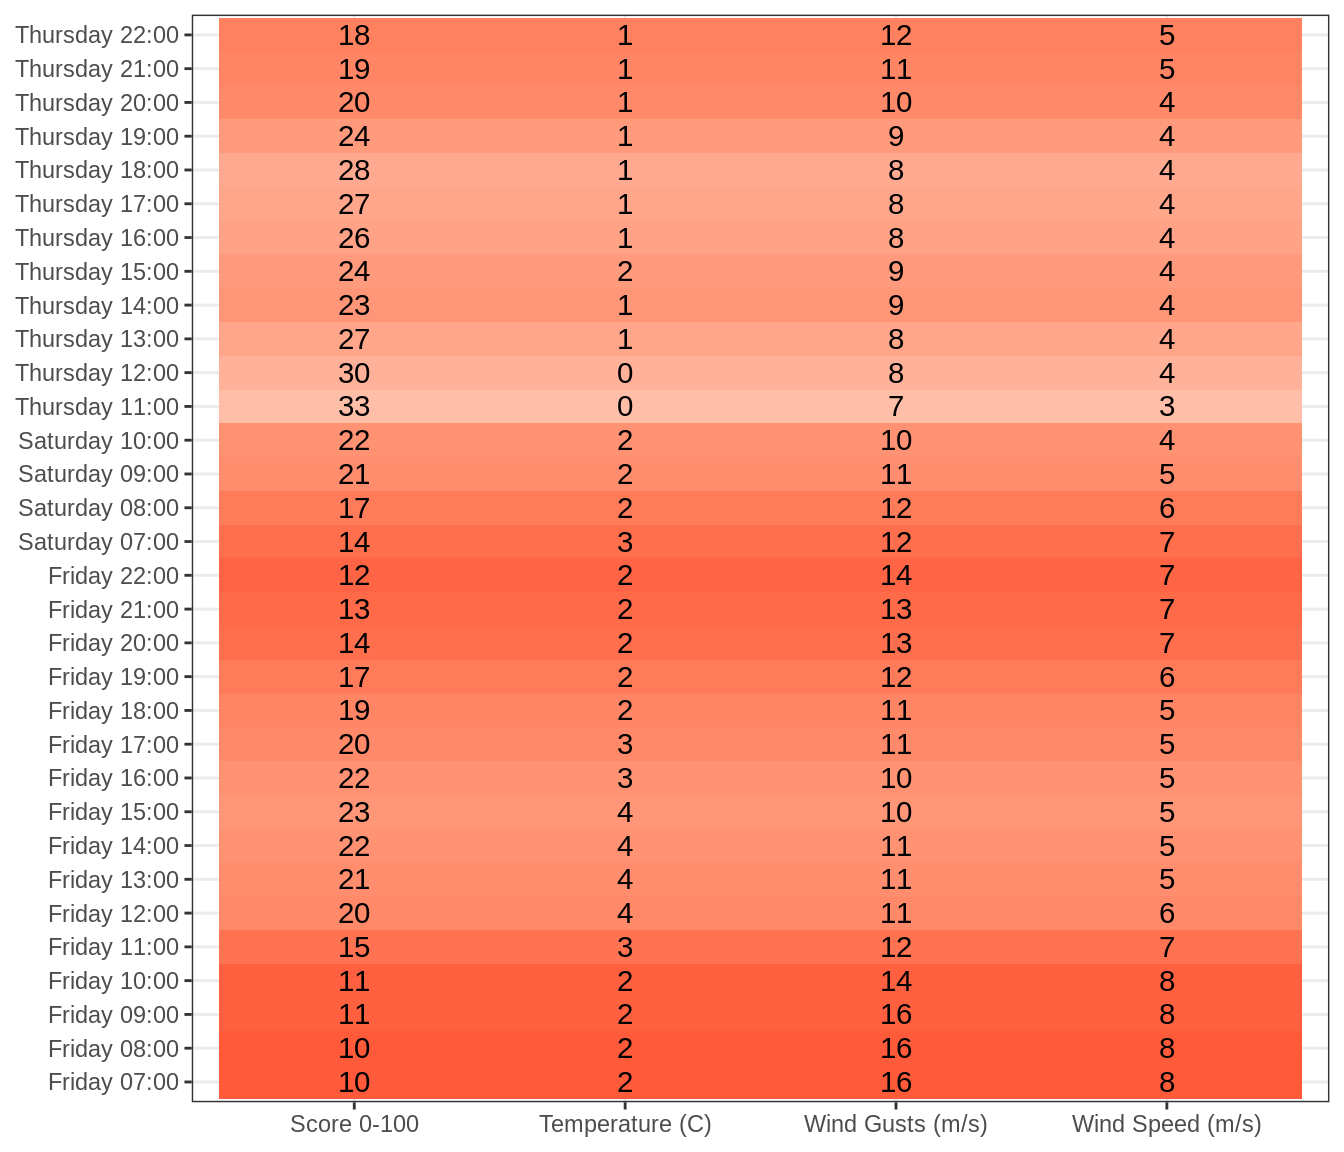 Thursday 22:00 18 1 12 5
Thursday 21:00 19 1 11 5
Thursday 20:00 20 1 10 4
Thursday 19:00 24 1 9 4
Thursday 18:00 28 1 8 4
Thursday 17:00 27 1 8 4
Thursday 16:00 26 1 8 4
Thursday 15:00 24 2 9 4
Thursday 14:00 23 1 9 4
Thursday 13:00 27 1 8 4
Thursday 12:00 30 0 8 4
Thursday 11:00 33 0 7 3
Saturday 10:00 22 2 10 4
Saturday 09:00 21 2 11 5
Saturday 08:00 17 2 12 6
Saturday 07:00 14 3 12 7
Friday 22:00 12 2 14 7
Friday 21:00 13 2 13 7
Friday 20:00 14 2 13 7
Friday 19:00 17 2 12 6
Friday 18:00 19 2 11 5
Friday 17:00 20 3 11 5
Friday 16:00 22 3 10 5
Friday 15:00 23 4 10 5
Friday 14:00 22 4 11 5
Friday 13:00 21 4 11 5
Friday 12:00 20 4 11 6
Friday 11:00 15 3 12 7
Friday 10:00 11 2 14 8
Friday 09:00 11 2 16 8
Friday 08:00 10 2 16 8
Friday 07:00 10 2 16 8
Score 0-100 Temperature (C) Wind Gusts (m/s) Wind Speed (m/s)